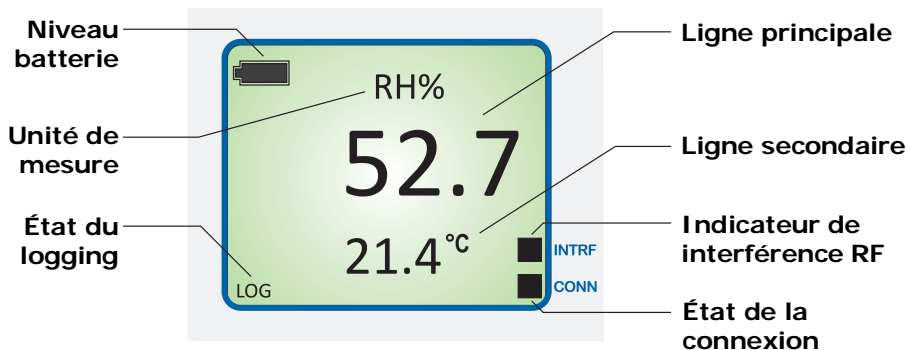 Niveau
batterie
Unité de
mesure
État du
logging
RH%
52.7
21.4 °C
LOG
INTRF
CONN
Ligne principale
Ligne secondaire
Indicateur de
interférence RF
État de la
connexion